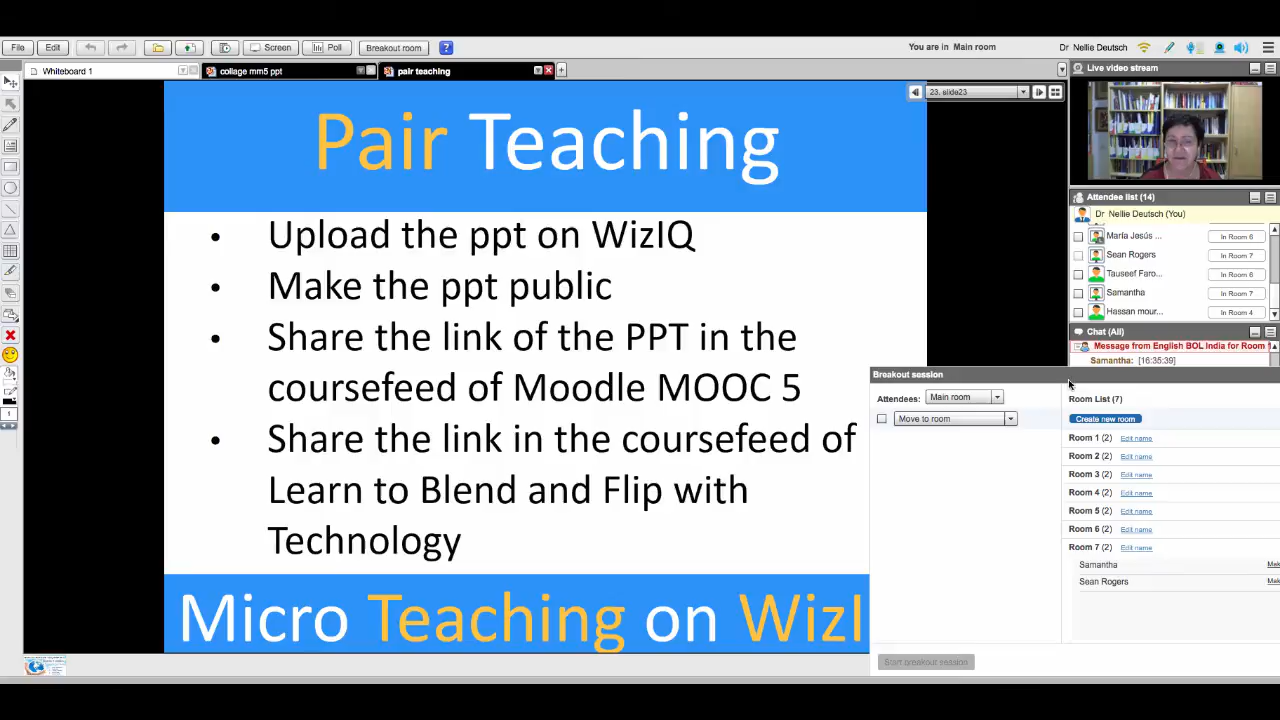 File
Edit
Screen
Poll
Breakout room
?
You are in Main room
Dr Nellie Deutsch
Whiteboard 1
collage mm5 ppt
pair teaching
Live video stream
23. slide23
Pair Teaching
• Upload the ppt on WizIQ
• Make the ppt public
• Share the link of the PPT in the
coursefeed of Moodle MOOC 5
• Share the link in the coursefeed of
Learn to Blend and Flip with
Technology
Micro Teaching on WizI
Attendee list (14)
Dr Nellie Deutsch (You)
María Jesús ... In Room 6
Sean Rogers In Room 7
Tauseef Faro... In Room 6
Samantha In Room 7
Hassan mour... In Room 4
Chat (All)
Message from English BOL India for Room
Samantha: [16:35:39]
Breakout session
Attendees: Main room
Move to room
Room List (7)
Create new room
Room 1 (2) Edit name
Room 2 (2) Edit name
Room 3 (2) Edit name
Room 4 (2) Edit name
Room 5 (2) Edit name
Room 6 (2) Edit name
Room 7 (2) Edit name
Samantha Mak
Sean Rogers Mak
Start breakout session
1